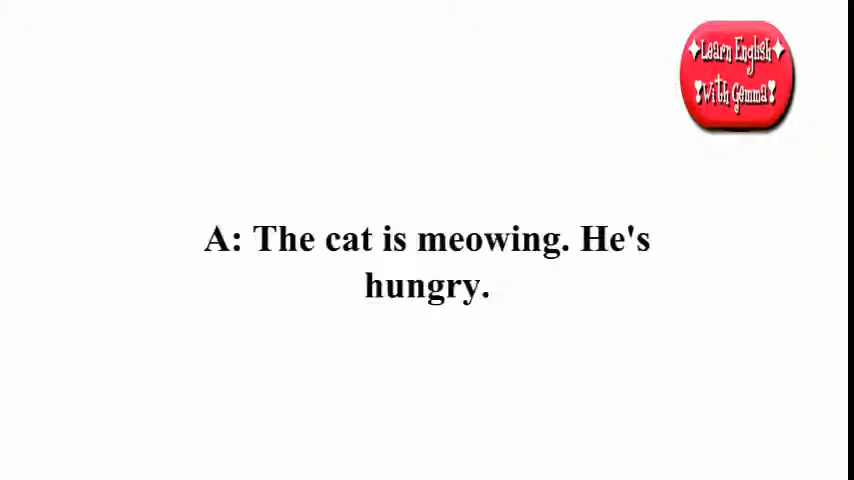 ✦Learn English✦
❣With Gemma❣
A: The cat is meowing. He's
hungry.